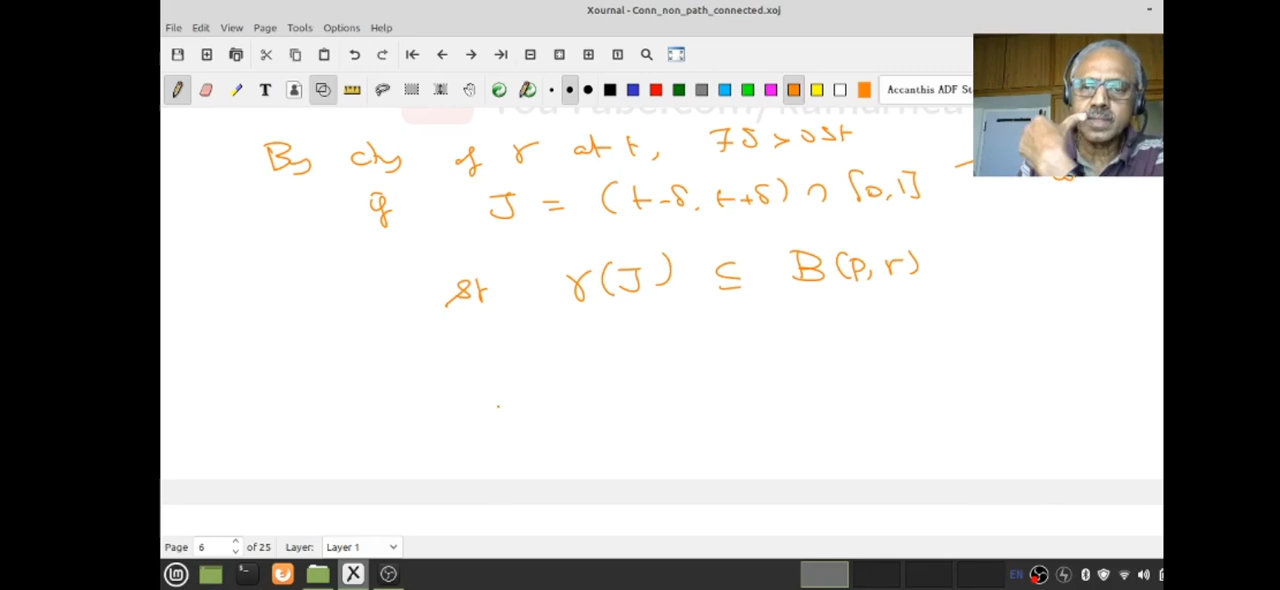 Xournal - Conn_non_path_connected.xoj
File Edit View Page Tools Options Help
Accanthis ADF St
By cty of γ at t, ∃ δ > 0 st
if J = (t-δ, t+δ) ∩ [0,1]
st γ(J) ⊆ B(p,r)
Page 6 of 25 Layer: Layer 1
EN